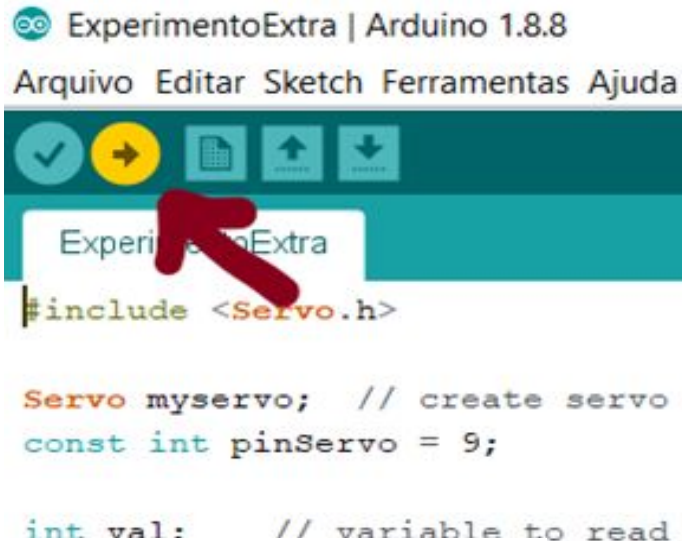 ExperimentoExtra | Arduino 1.8.8
Arquivo Editar Sketch Ferramentas Ajuda
ExperimentoExtra
#include <Servo.h>
Servo myservo;  // create servo
const int pinServo = 9;
int val;    // variable to read